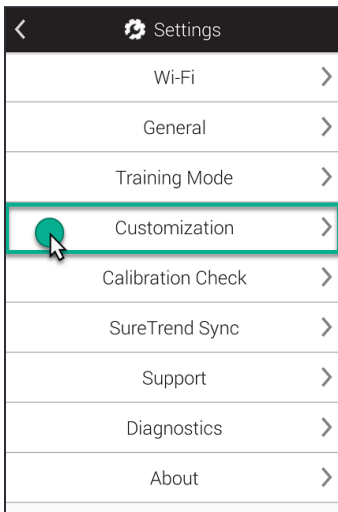 Settings
Wi-Fi
General
Training Mode
Customization
Calibration Check
SureTrend Sync
Support
Diagnostics
About